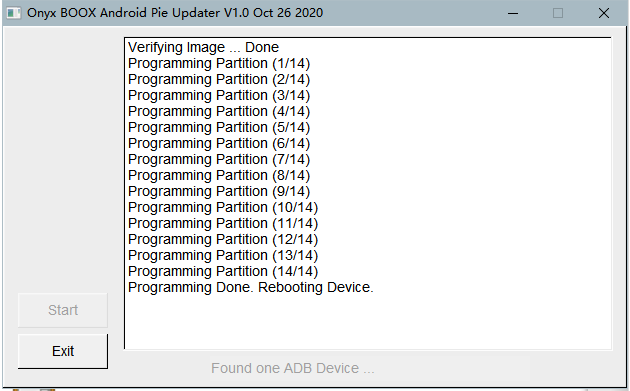 Onyx BOOX Android Pie Updater V1.0 Oct 26 2020
Verifying Image ... Done
Programming Partition (1/14)
Programming Partition (2/14)
Programming Partition (3/14)
Programming Partition (4/14)
Programming Partition (5/14)
Programming Partition (6/14)
Programming Partition (7/14)
Programming Partition (8/14)
Programming Partition (9/14)
Programming Partition (10/14)
Programming Partition (11/14)
Programming Partition (12/14)
Programming Partition (13/14)
Programming Partition (14/14)
Programming Done. Rebooting Device.
Start
Exit
Found one ADB Device ...